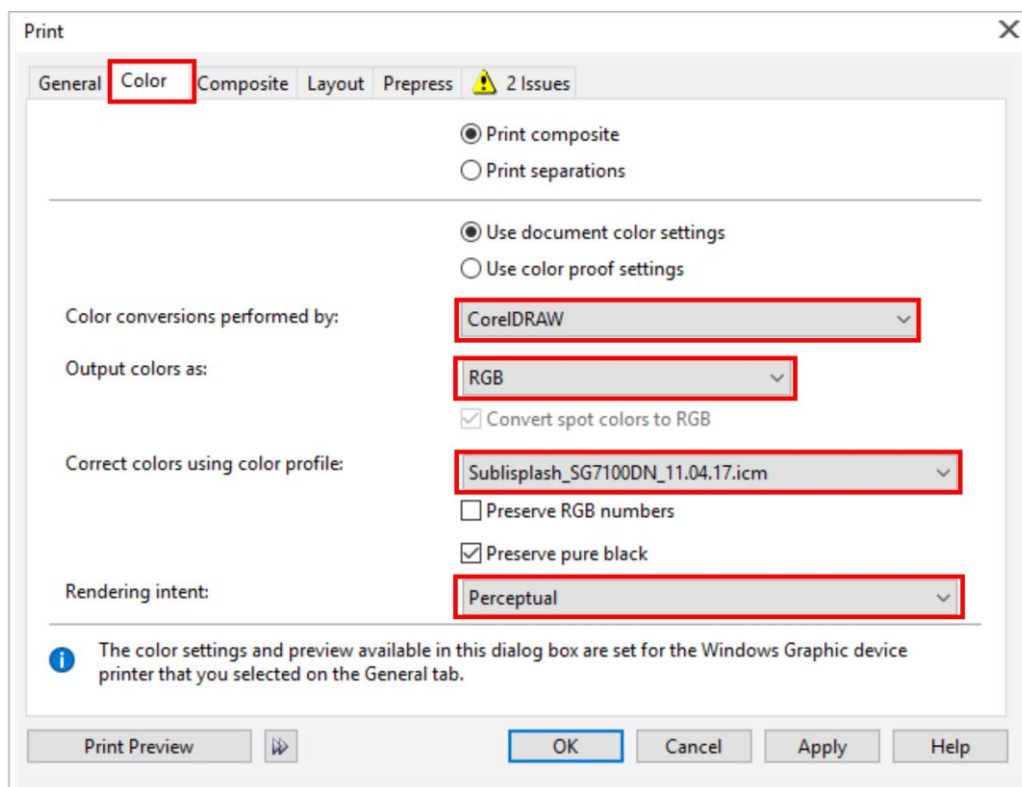 Print
General Color Composite Layout Prepress 2 Issues
Print composite
Print separations
Use document color settings
Use color proof settings
Color conversions performed by: CorelDRAW
Output colors as: RGB
Convert spot colors to RGB
Correct colors using color profile: Sublisplash_SG7100DN_11.04.17.icm
Preserve RGB numbers
Preserve pure black
Rendering intent: Perceptual
The color settings and preview available in this dialog box are set for the Windows Graphic device
printer that you selected on the General tab.
Print Preview OK Cancel Apply Help